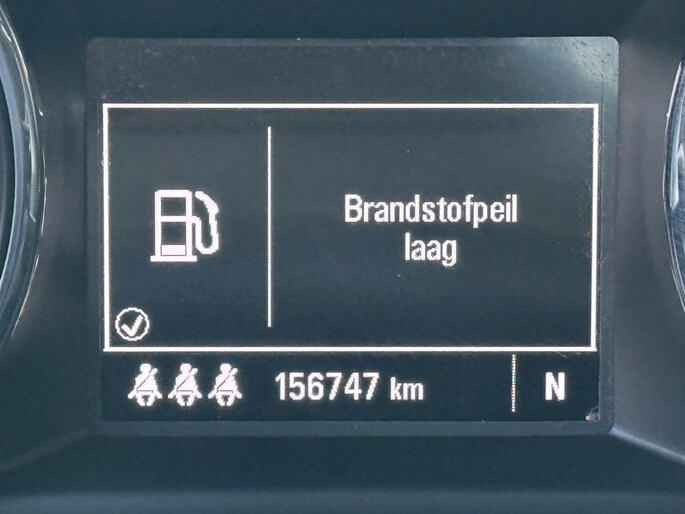 Brandstofpeil
laag
156747 km N